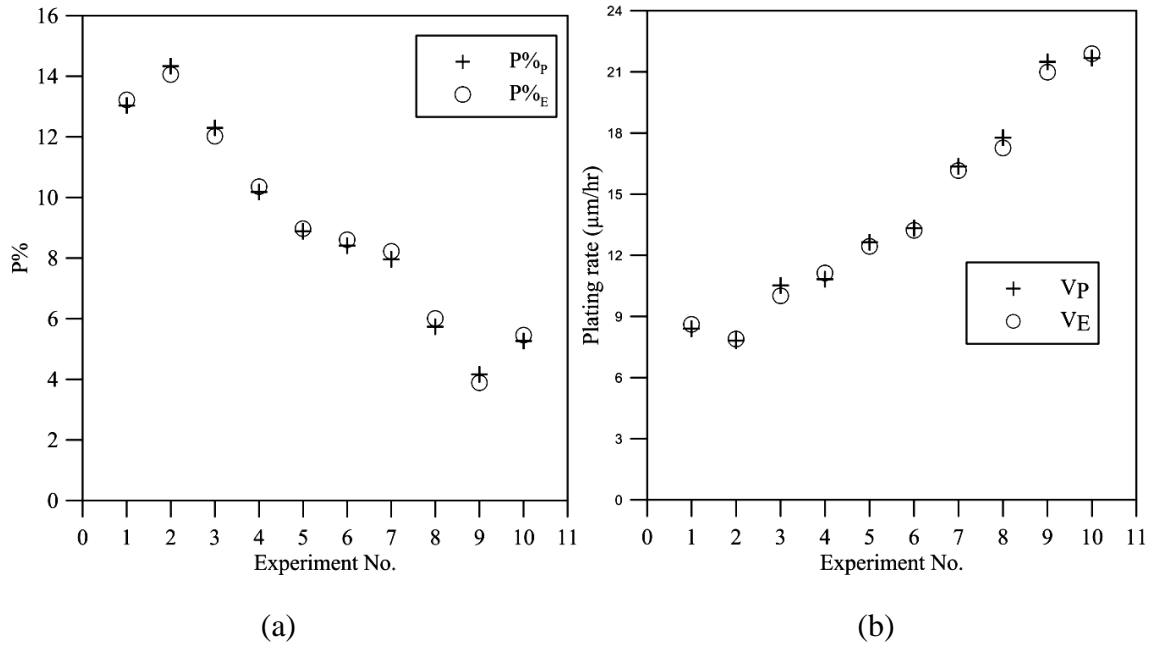 16
14
12
10
8
6
4
2
0
P%
P%P
P%E
0 1 2 3 4 5 6 7 8 9 10 11
Experiment No.
(a)
24
21
18
15
12
9
6
3
0
Plating rate (μm/hr)
VP
VE
0 1 2 3 4 5 6 7 8 9 10 11
Experiment No.
(b)